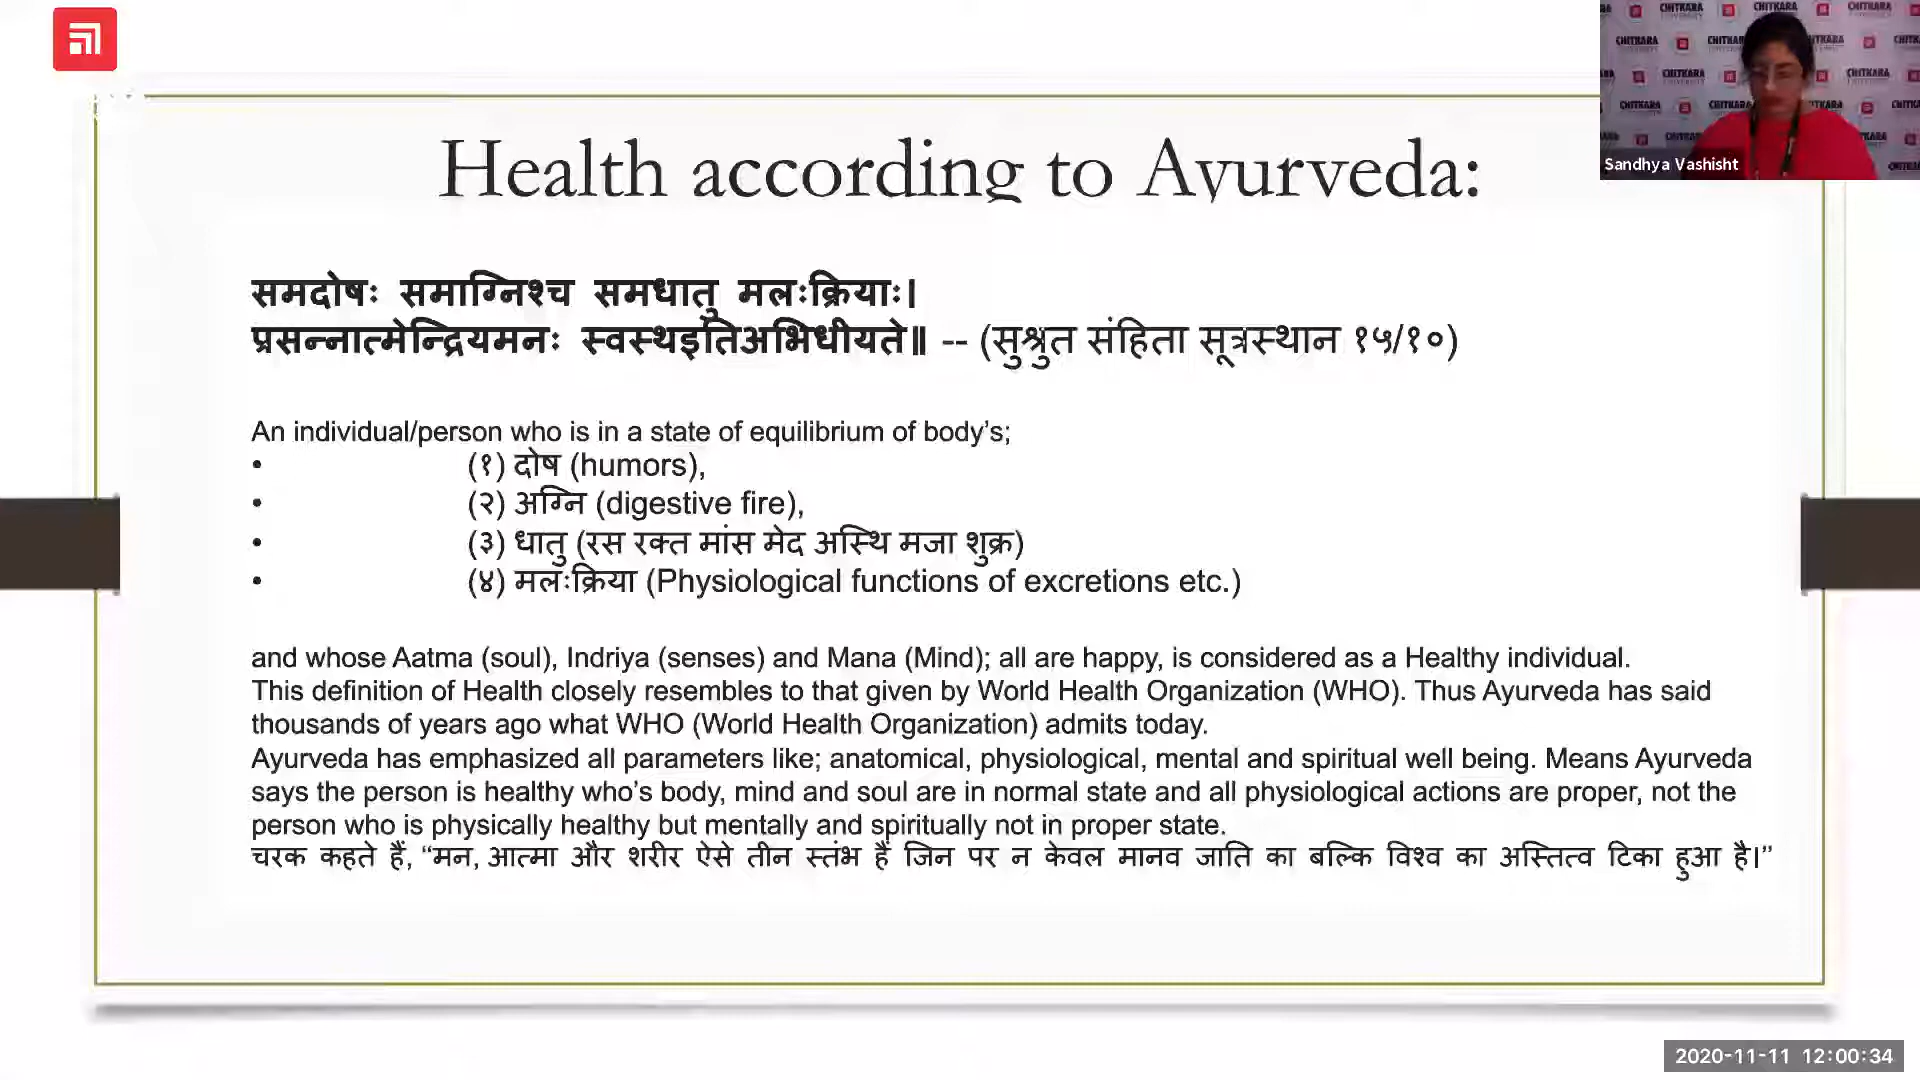 Health according to Ayurveda:
समदोषः समाग्निश्च समधातु मलःक्रियाः।
प्रसन्नात्मेन्द्रियमनः स्वस्थइतिअभिधीयते॥ -- (सुश्रुत संहिता सूत्रस्थान १५/१०)
An individual/person who is in a state of equilibrium of body's;
• (१) दोष (humors),
• (२) अग्नि (digestive fire),
• (३) धातु (रस रक्त मांस मेद अस्थि मजा शुक्र)
• (४) मलःक्रिया (Physiological functions of excretions etc.)
and whose Aatma (soul), Indriya (senses) and Mana (Mind); all are happy, is considered as a Healthy individual.
This definition of Health closely resembles to that given by World Health Organization (WHO). Thus Ayurveda has said
thousands of years ago what WHO (World Health Organization) admits today.
Ayurveda has emphasized all parameters like; anatomical, physiological, mental and spiritual well being. Means Ayurveda
says the person is healthy who's body, mind and soul are in normal state and all physiological actions are proper, not the
person who is physically healthy but mentally and spiritually not in proper state.
चरक कहते हैं, “मन, आत्मा और शरीर ऐसे तीन स्तंभ हैं जिन पर न केवल मानव जाति का बल्कि विश्व का अस्तित्व टिका हुआ है।”
CHITKARA
UNIVERSITY
Sandhya Vashisht
2020-11-11 12:00:34